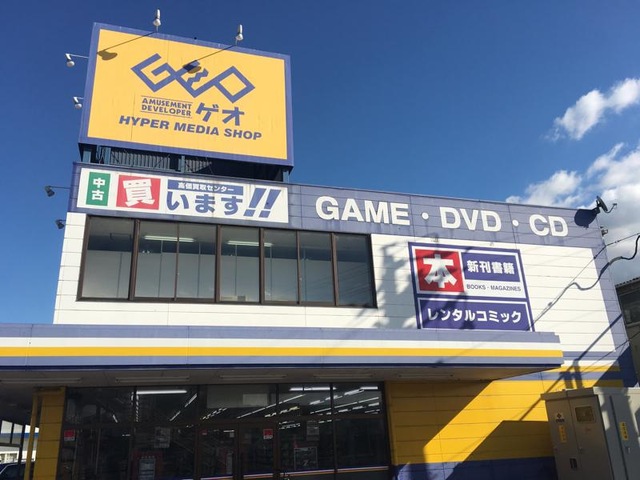 GEO
AMUSEMENT
DEVELOPER
ゲオ
HYPER MEDIA SHOP
中古
高価買取センター
買います!!
GAME・DVD・CD
本
新刊書籍
BOOKS・MAGAZINES
レンタルコミック